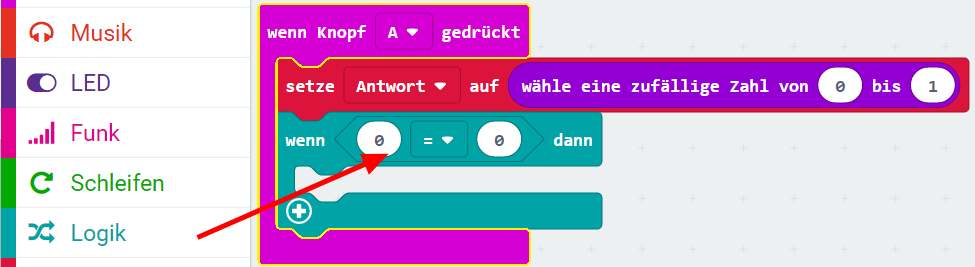 Musik
LED
Funk
Schleifen
Logik
wenn Knopf A gedrückt
setze Antwort auf wähle eine zufällige Zahl von 0 bis 1
wenn 0 = 0 dann